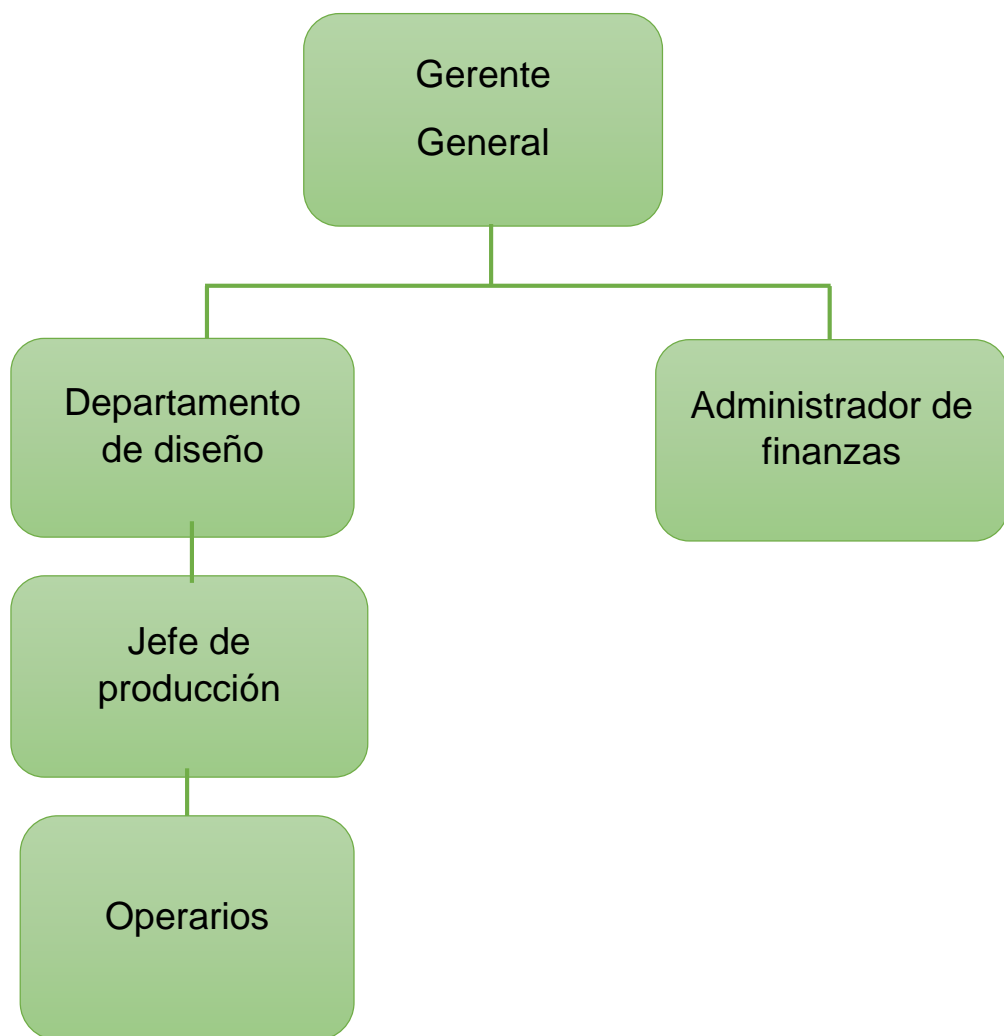 Gerente
General
Departamento
de diseño
Administrador de
finanzas
Jefe de
producción
Operarios